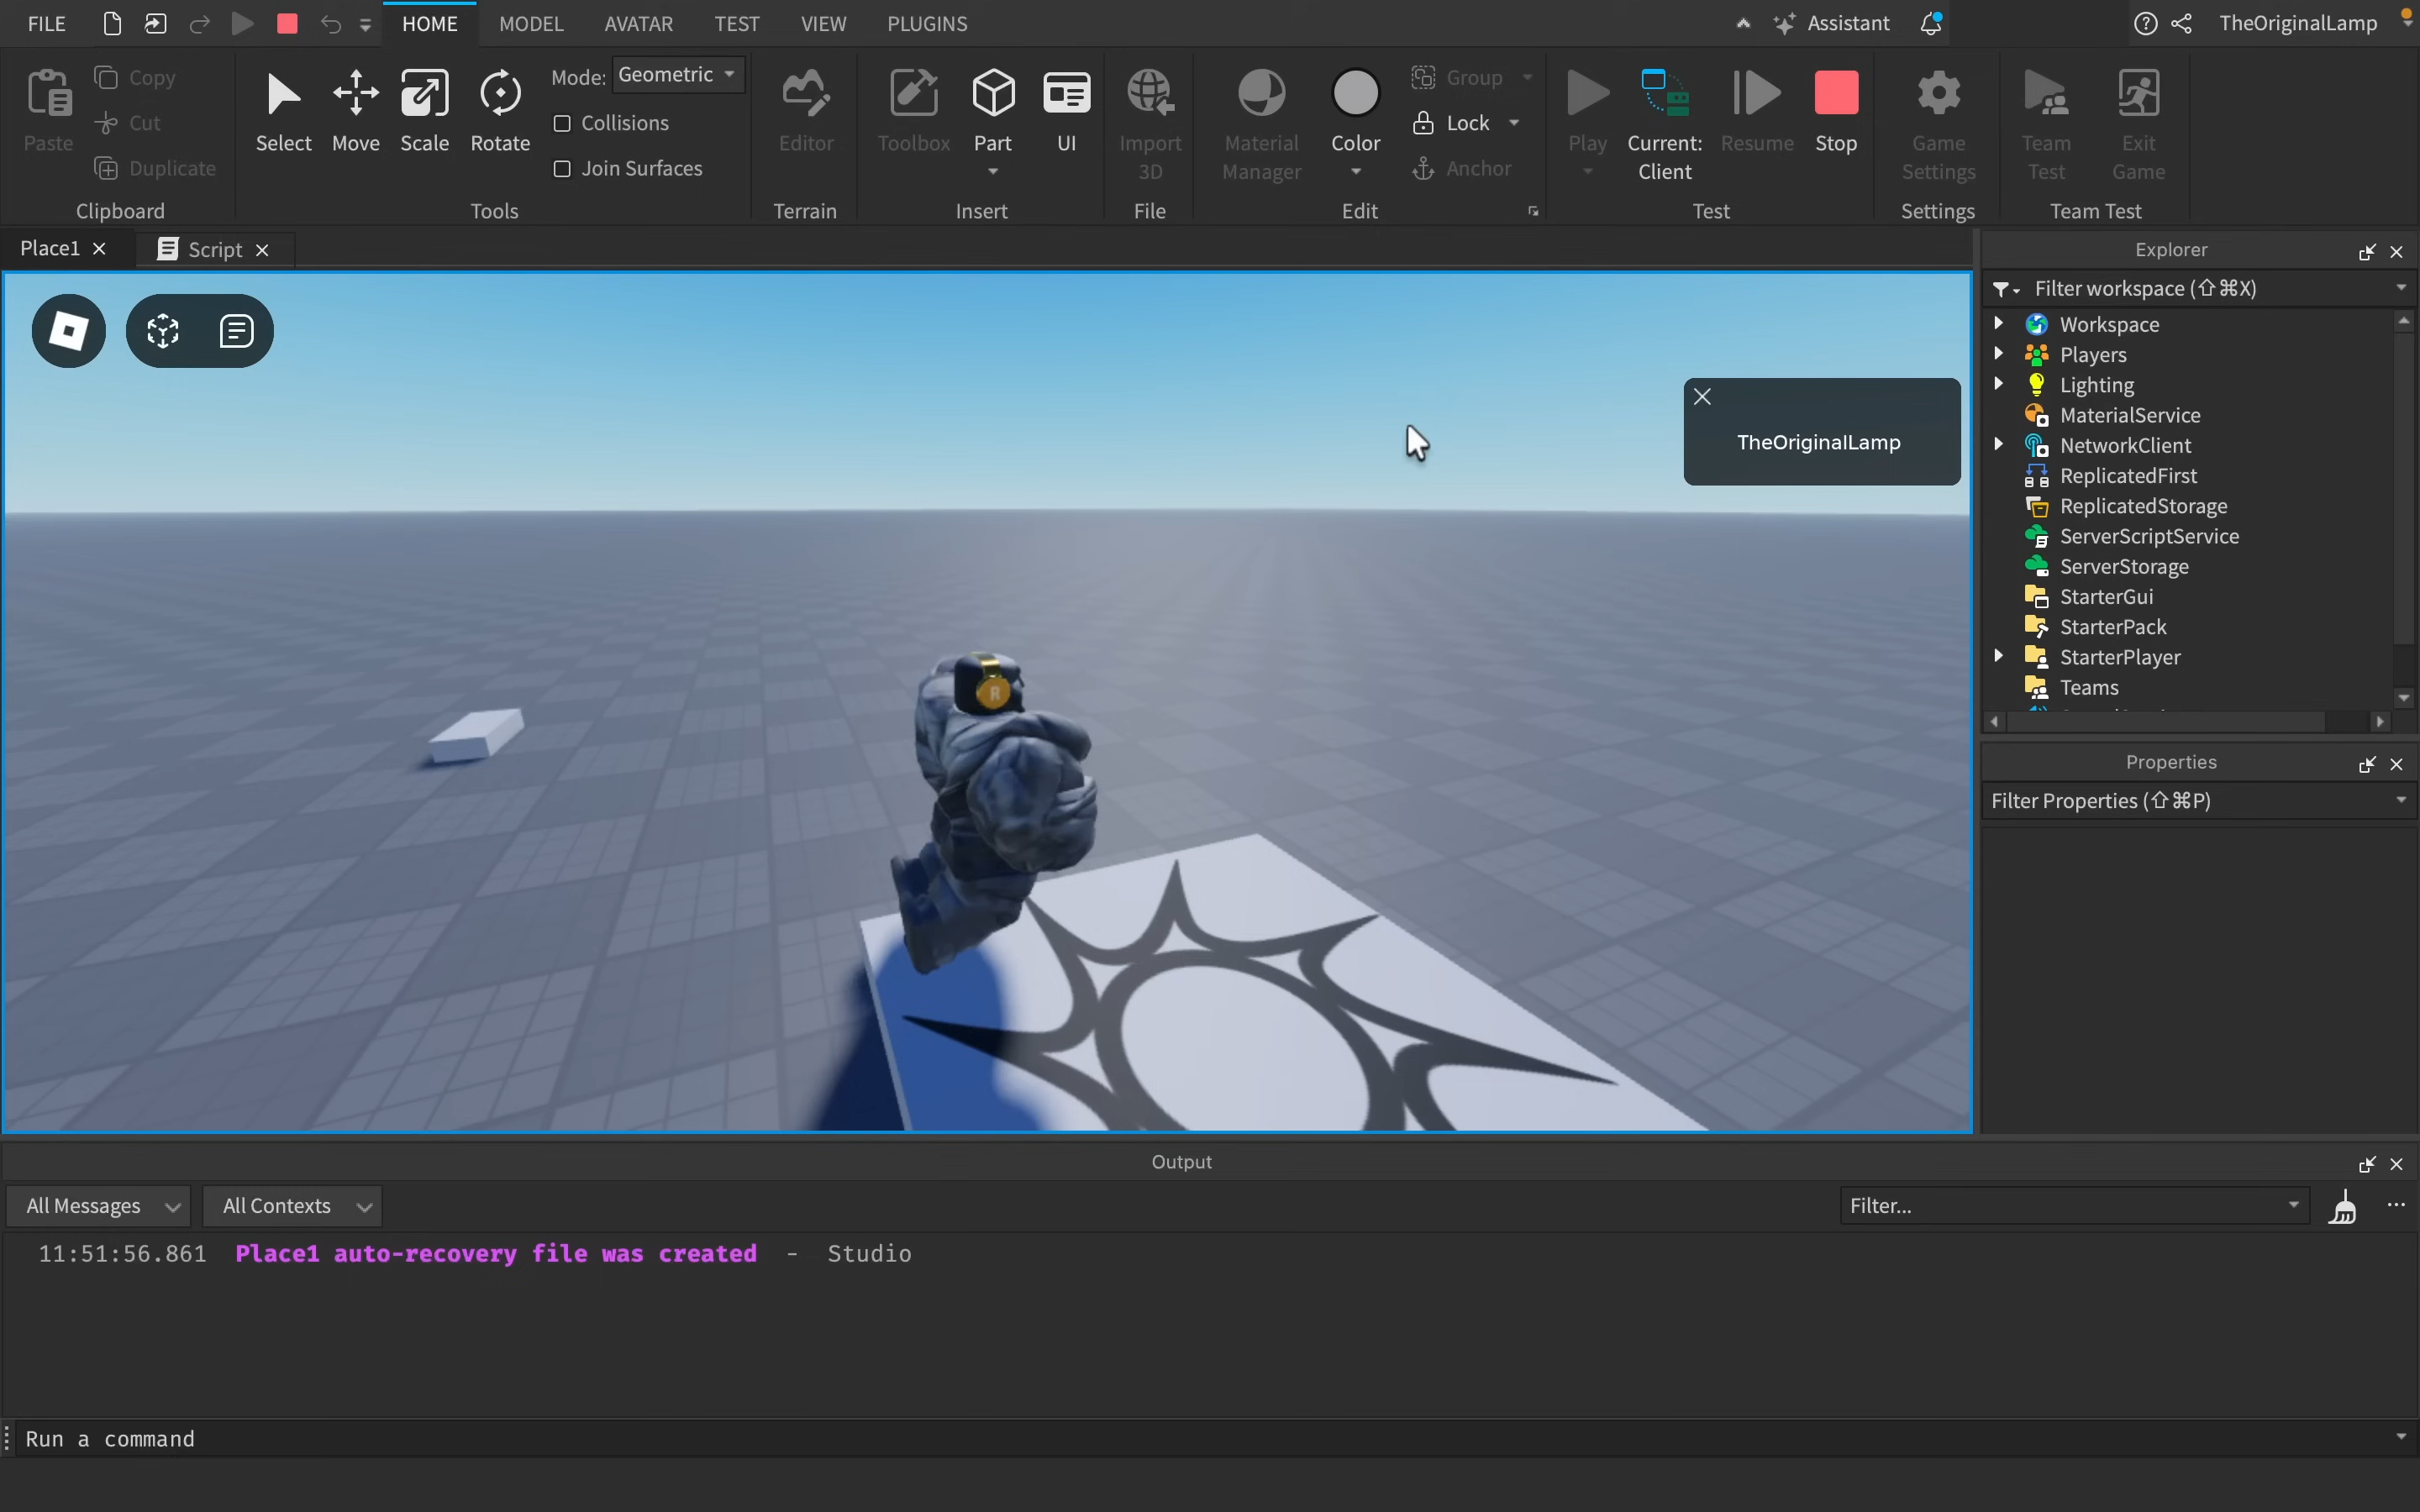 FILE HOME MODEL AVATAR TEST VIEW PLUGINS Assistant TheOriginalLamp
Paste Copy Cut Duplicate
Clipboard
Select Move Scale Rotate
Mode: Geometric
Collisions
Join Surfaces
Tools
Editor
Terrain
Toolbox Part UI
Insert
Import
3D
File
Material
Manager
Color
Group
Lock
Anchor
Edit
Play
Current:
Client
Resume Stop
Test
Game
Settings
Settings
Team
Test
Exit
Game
Team Test
Place1 Script
TheOriginalLamp
R
Explorer
Filter workspace (⇧⌘X)
Workspace
Players
Lighting
MaterialService
NetworkClient
ReplicatedFirst
ReplicatedStorage
ServerScriptService
ServerStorage
StarterGui
StarterPack
StarterPlayer
Teams
Properties
Filter Properties (⇧⌘P)
Output
All Messages All Contexts Filter...
11:51:56.861 Place1 auto-recovery file was created - Studio
Run a command